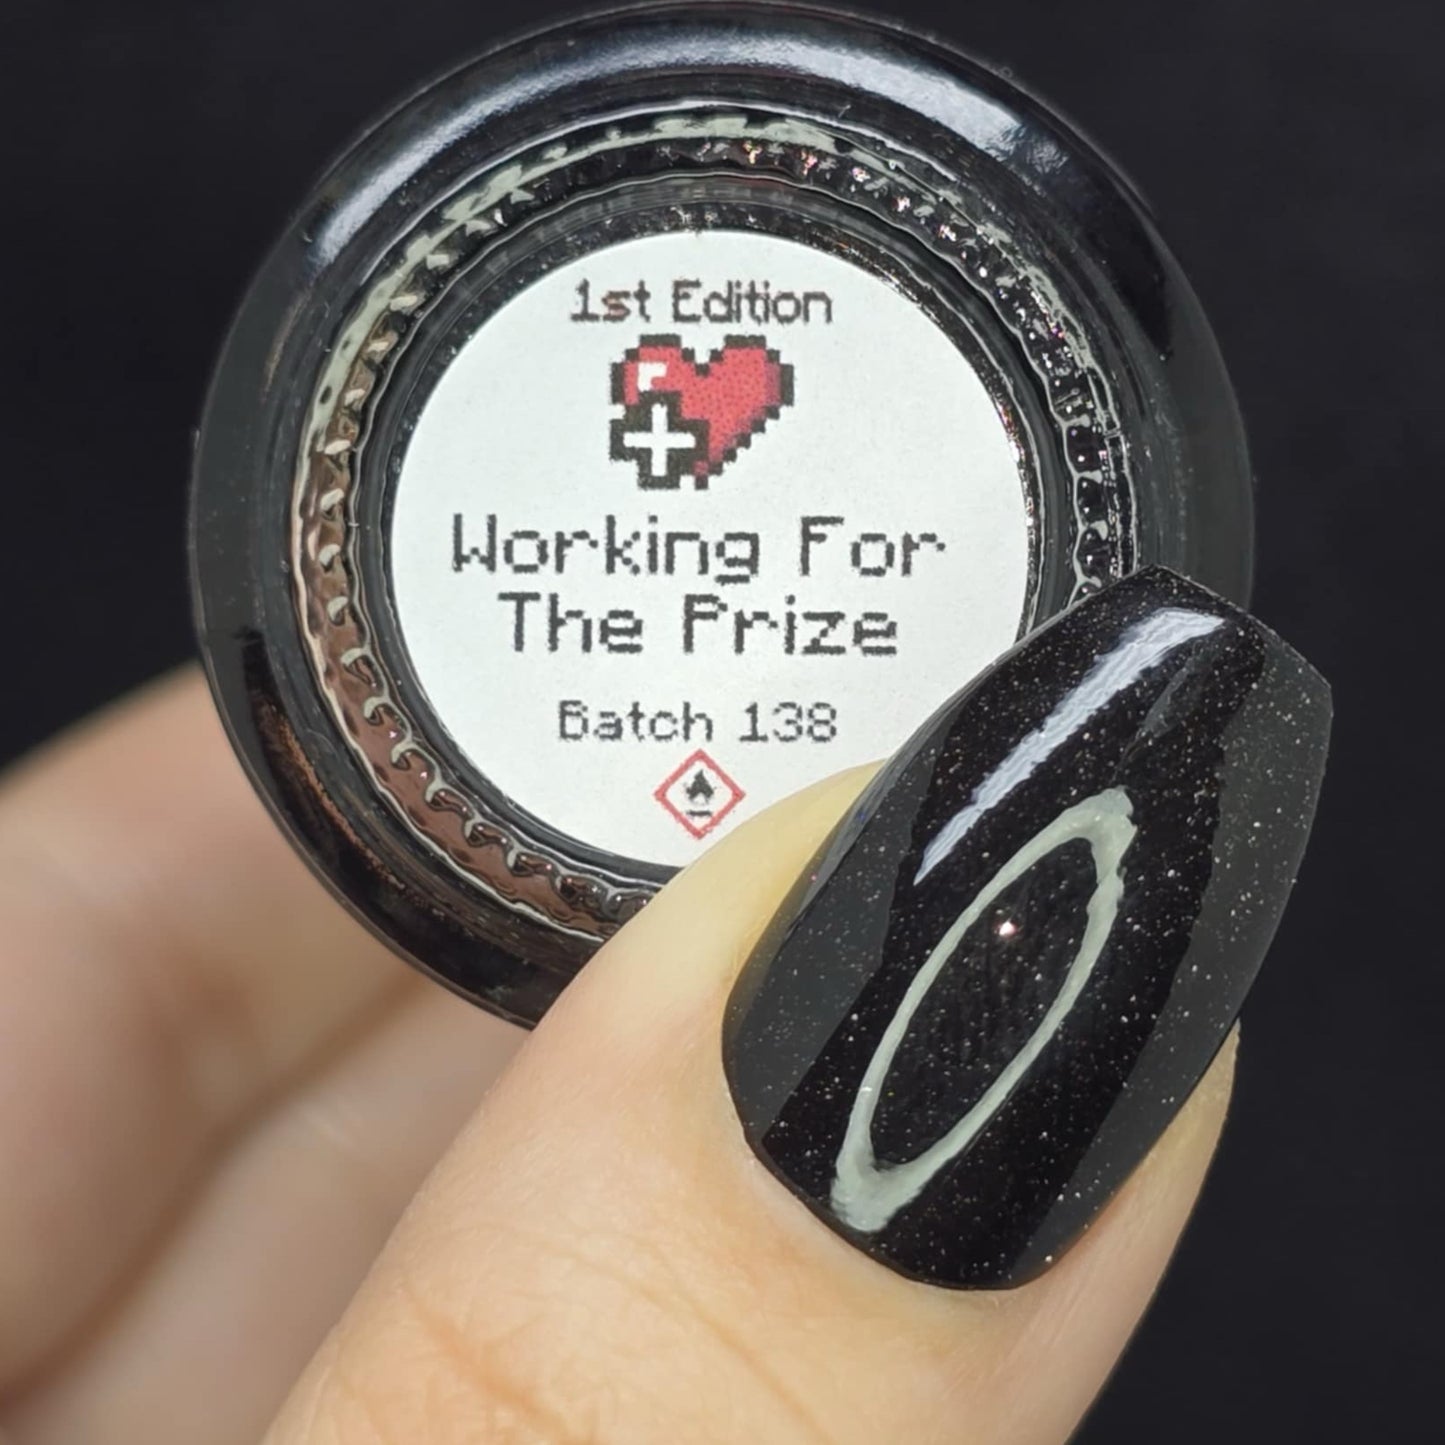 1st Edition
Working For
The Prize
Batch 138